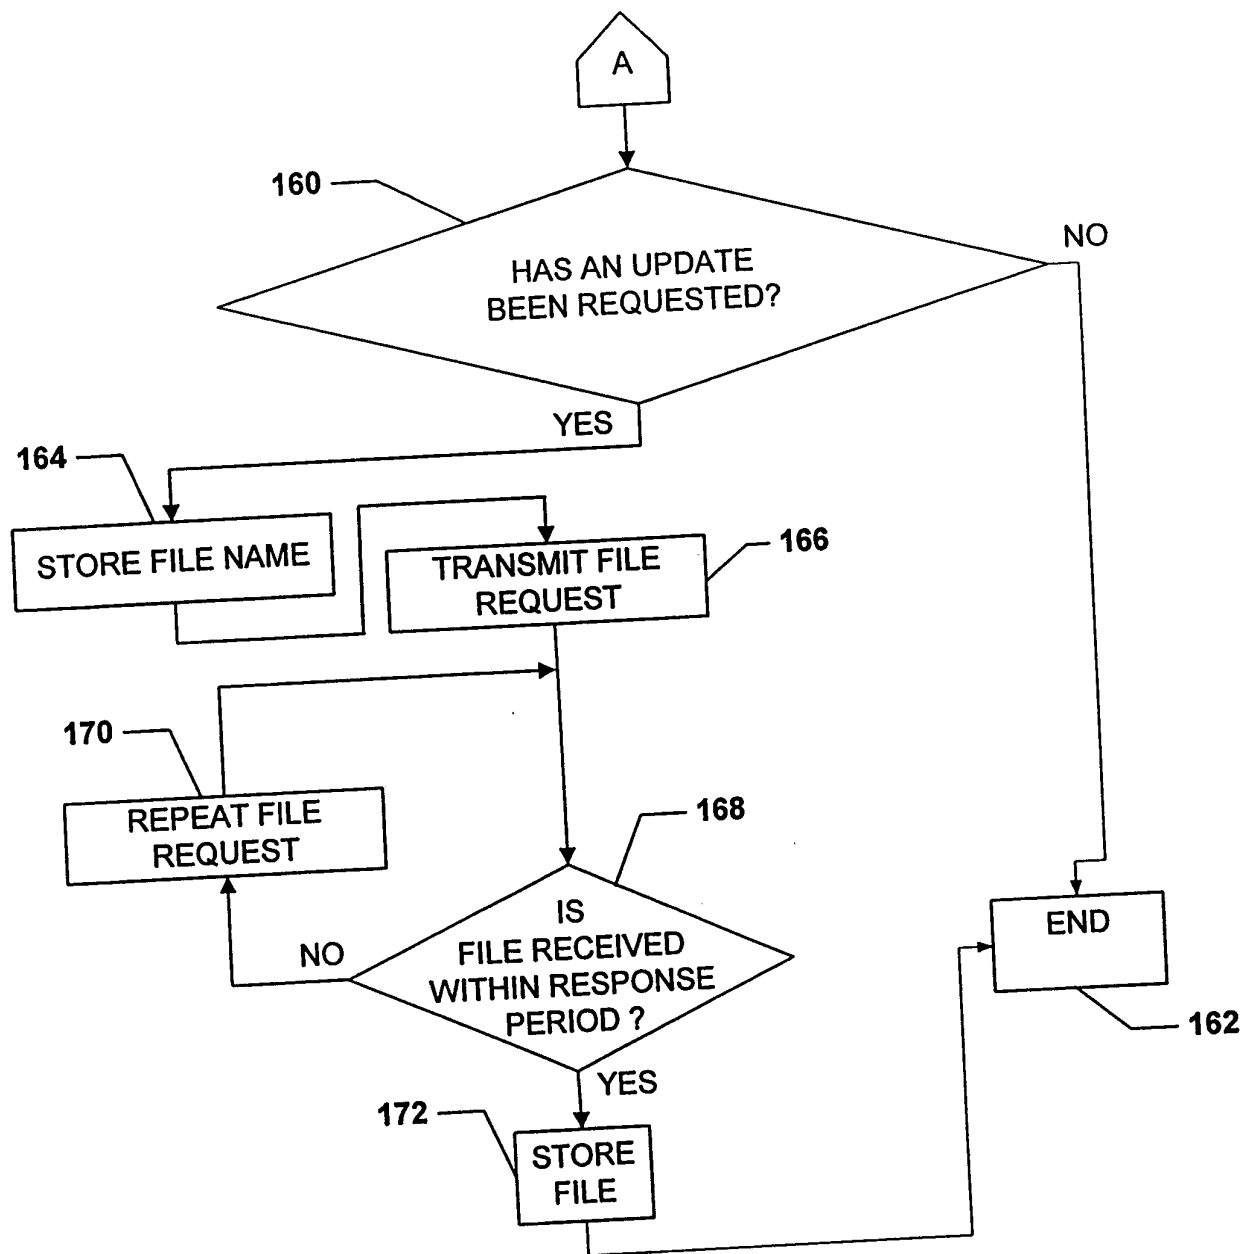 A
160
HAS AN UPDATE
BEEN REQUESTED?
NO
YES
164
STORE FILE NAME
TRANSMIT FILE
REQUEST
166
170
REPEAT FILE
REQUEST
168
IS
FILE RECEIVED
WITHIN RESPONSE
PERIOD ?
NO
END
162
YES
172
STORE
FILE